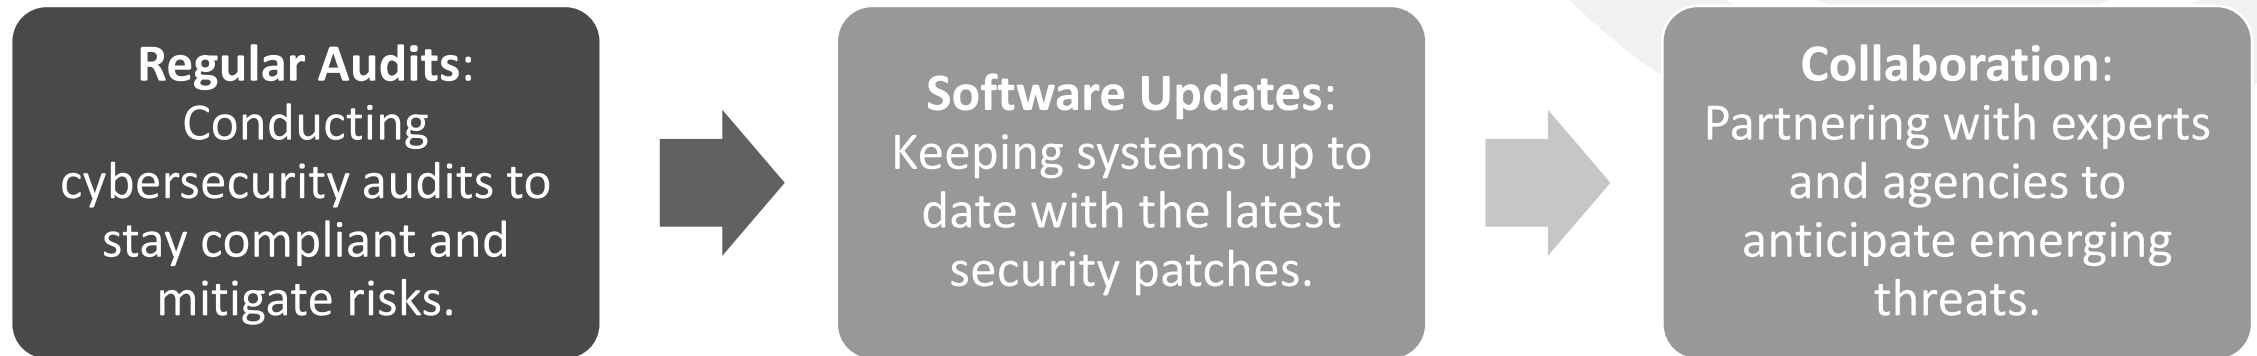 Regular Audits:
Conducting
cybersecurity audits to
stay compliant and
mitigate risks.
Software Updates:
Keeping systems up to
date with the latest
security patches.
Collaboration:
Partnering with experts
and agencies to
anticipate emerging
threats.